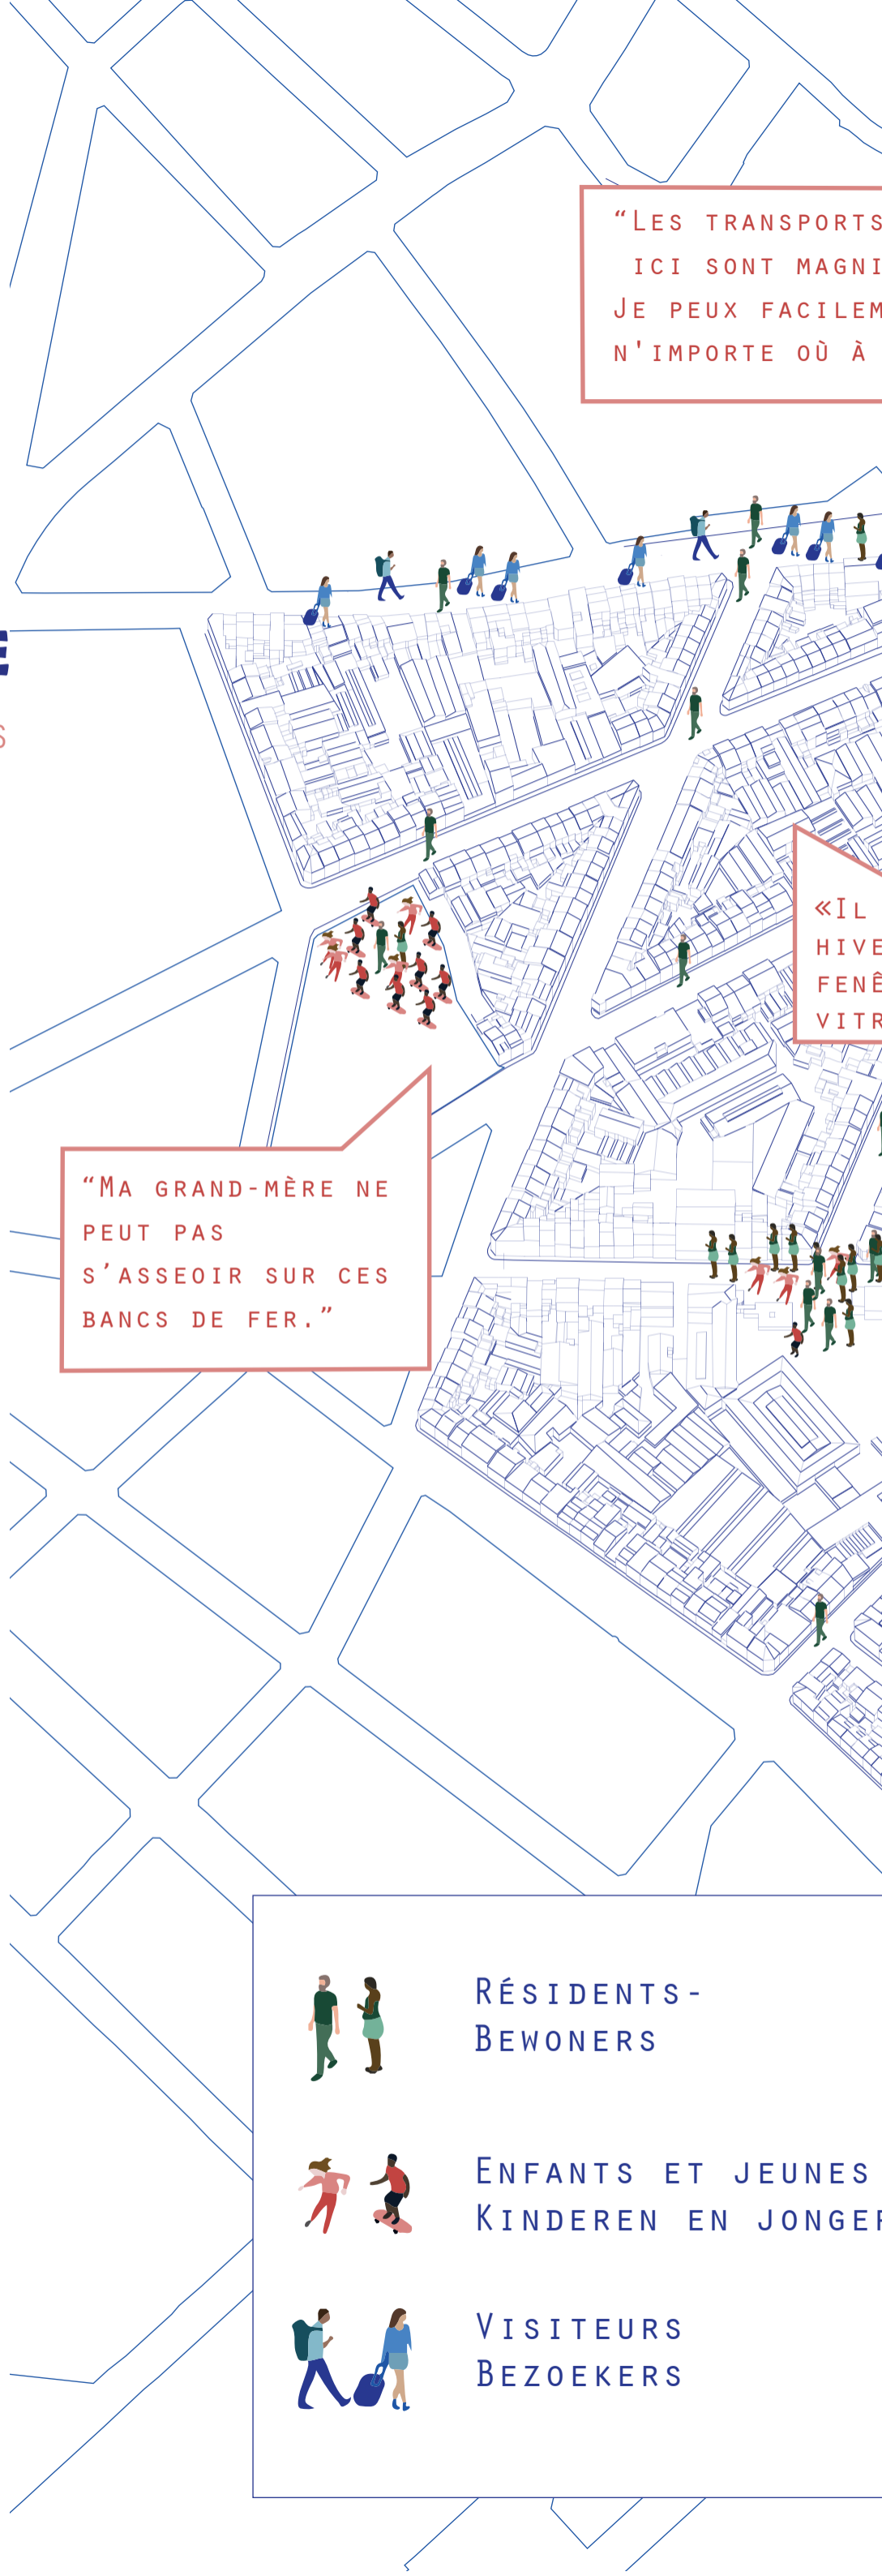 “Les transports
ici sont magni
Je peux facilem
n'importe où à
E
S
«Il
hive
fenê
vitr
“Ma grand-mère ne
peut pas
s’asseoir sur ces
bancs de fer.”
Résidents-
Bewoners
Enfants et jeunes
Kinderen en jonger
Visiteurs
Bezoekers